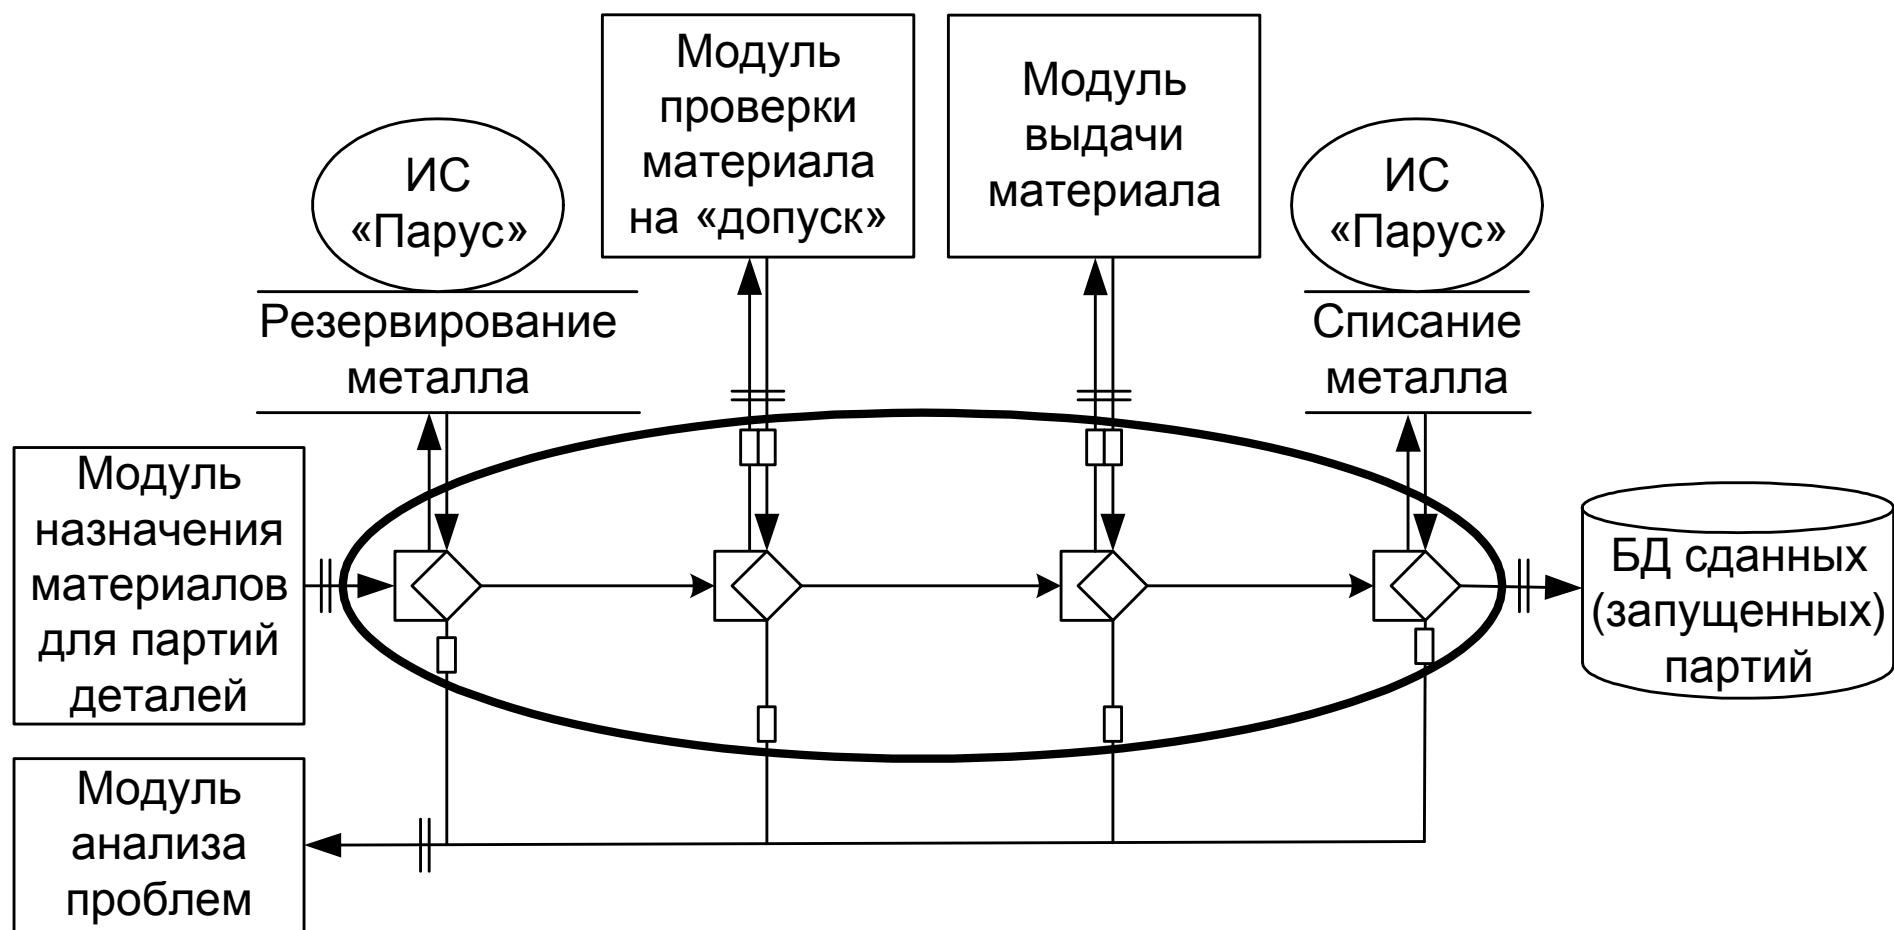 Модуль
проверки
материала
на «допуск»
Модуль
выдачи
материала
ИС
«Парус»
ИС
«Парус»
Резервирование
металла
Списание
металла
Модуль
назначения
материалов
для партий
деталей
БД сданных
(запущенных)
партий
Модуль
анализа
проблем